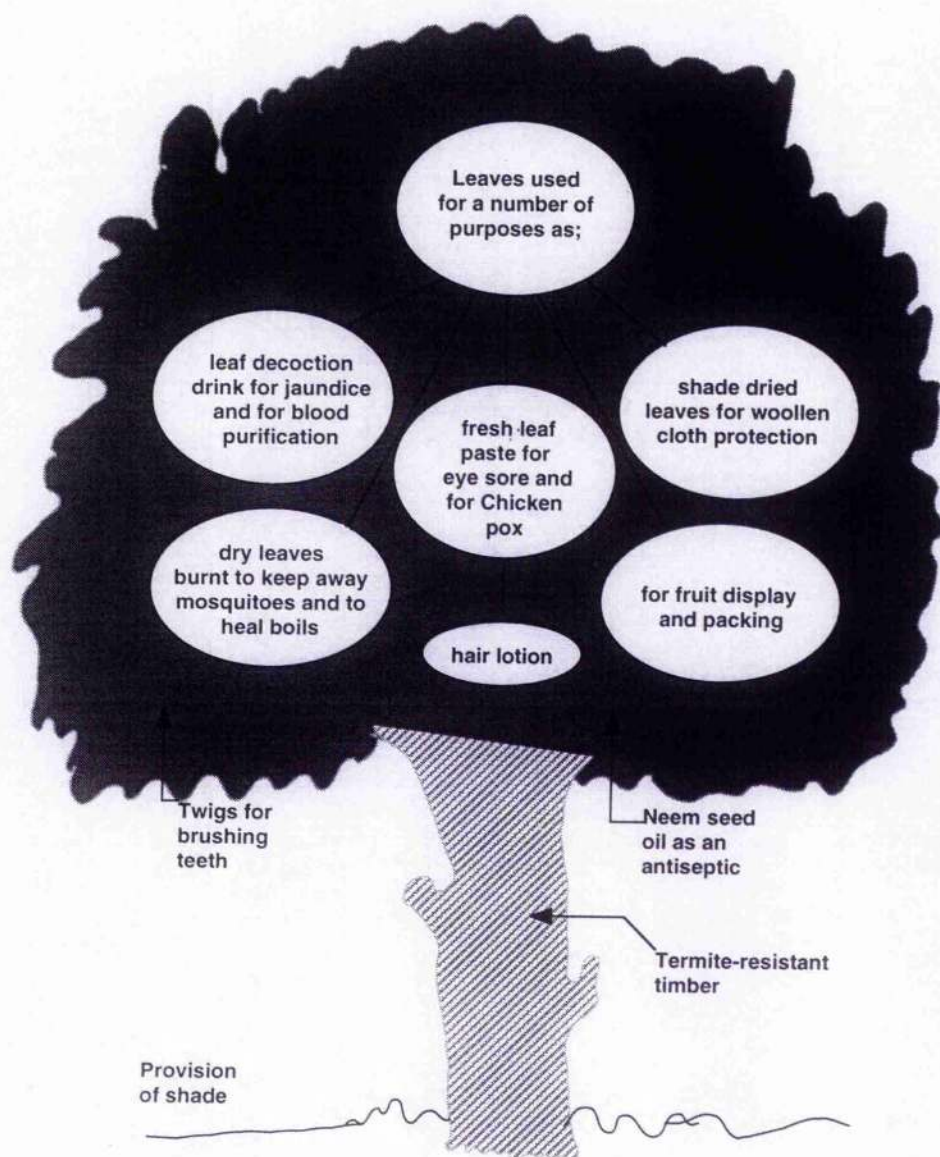 Leaves used
for a number of
purposes as;
leaf decoction
drink for jaundice
and for blood
purification
fresh leaf
paste for
eye sore and
for Chicken
pox
shade dried
leaves for woollen
cloth protection
dry leaves
burnt to keep away
mosquitoes and to
heal boils
hair lotion
for fruit display
and packing
Twigs for
brushing
teeth
Neem seed
oil as an
antiseptic
Termite-resistant
timber
Provision
of shade